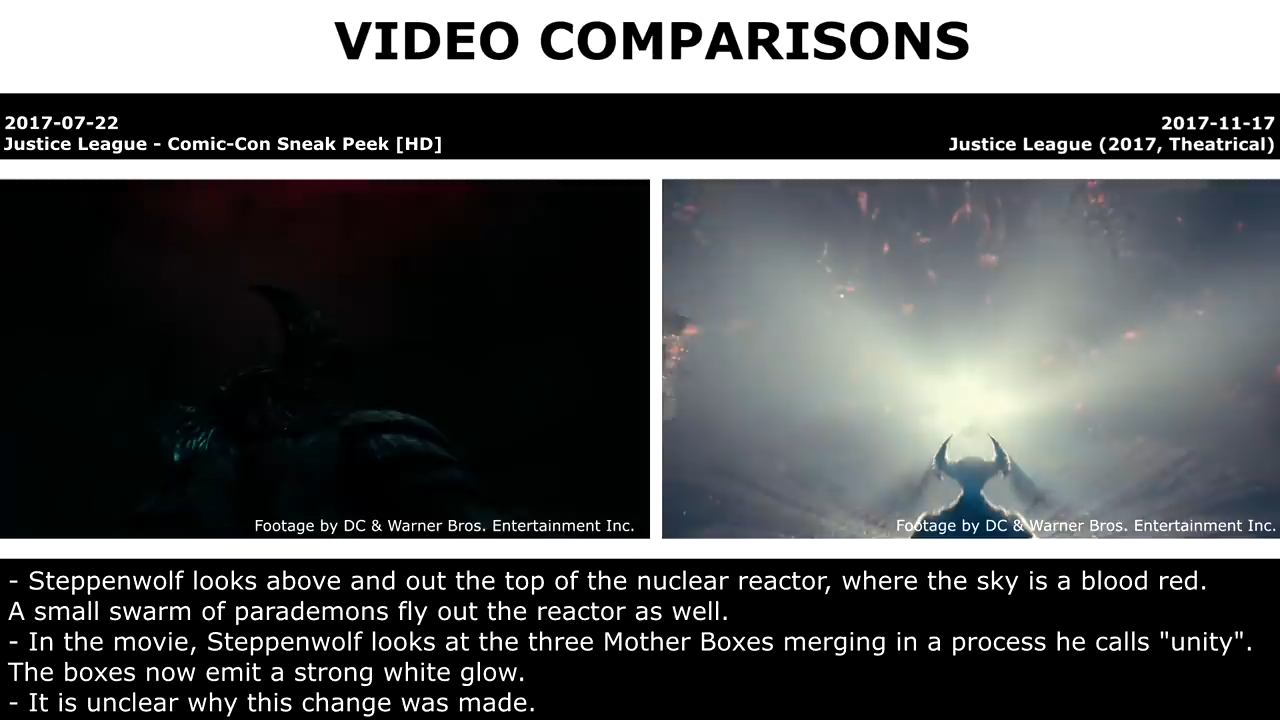 VIDEO COMPARISONS
2017-07-22
Justice League - Comic-Con Sneak Peek [HD]
2017-11-17
Justice League (2017, Theatrical)
Footage by DC & Warner Bros. Entertainment Inc.
Footage by DC & Warner Bros. Entertainment Inc.
- Steppenwolf looks above and out the top of the nuclear reactor, where the sky is a blood red.
A small swarm of parademons fly out the reactor as well.
- In the movie, Steppenwolf looks at the three Mother Boxes merging in a process he calls "unity".
The boxes now emit a strong white glow.
- It is unclear why this change was made.